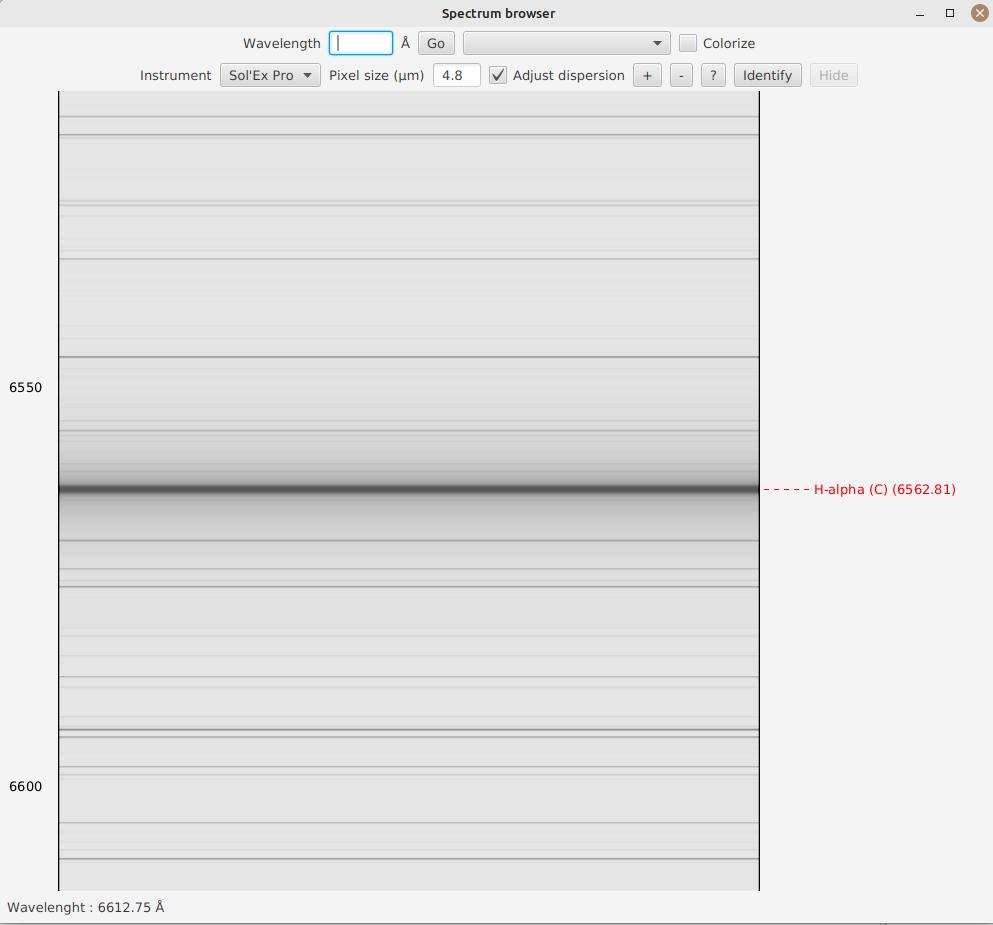 Spectrum browser
Wavelength Å Go Colorize
Instrument Sol'Ex Pro Pixel size (µm) 4.8 Adjust dispersion + - ? Identify Hide
6550
H-alpha (C) (6562.81)
6600
Wavelenght : 6612.75 Å